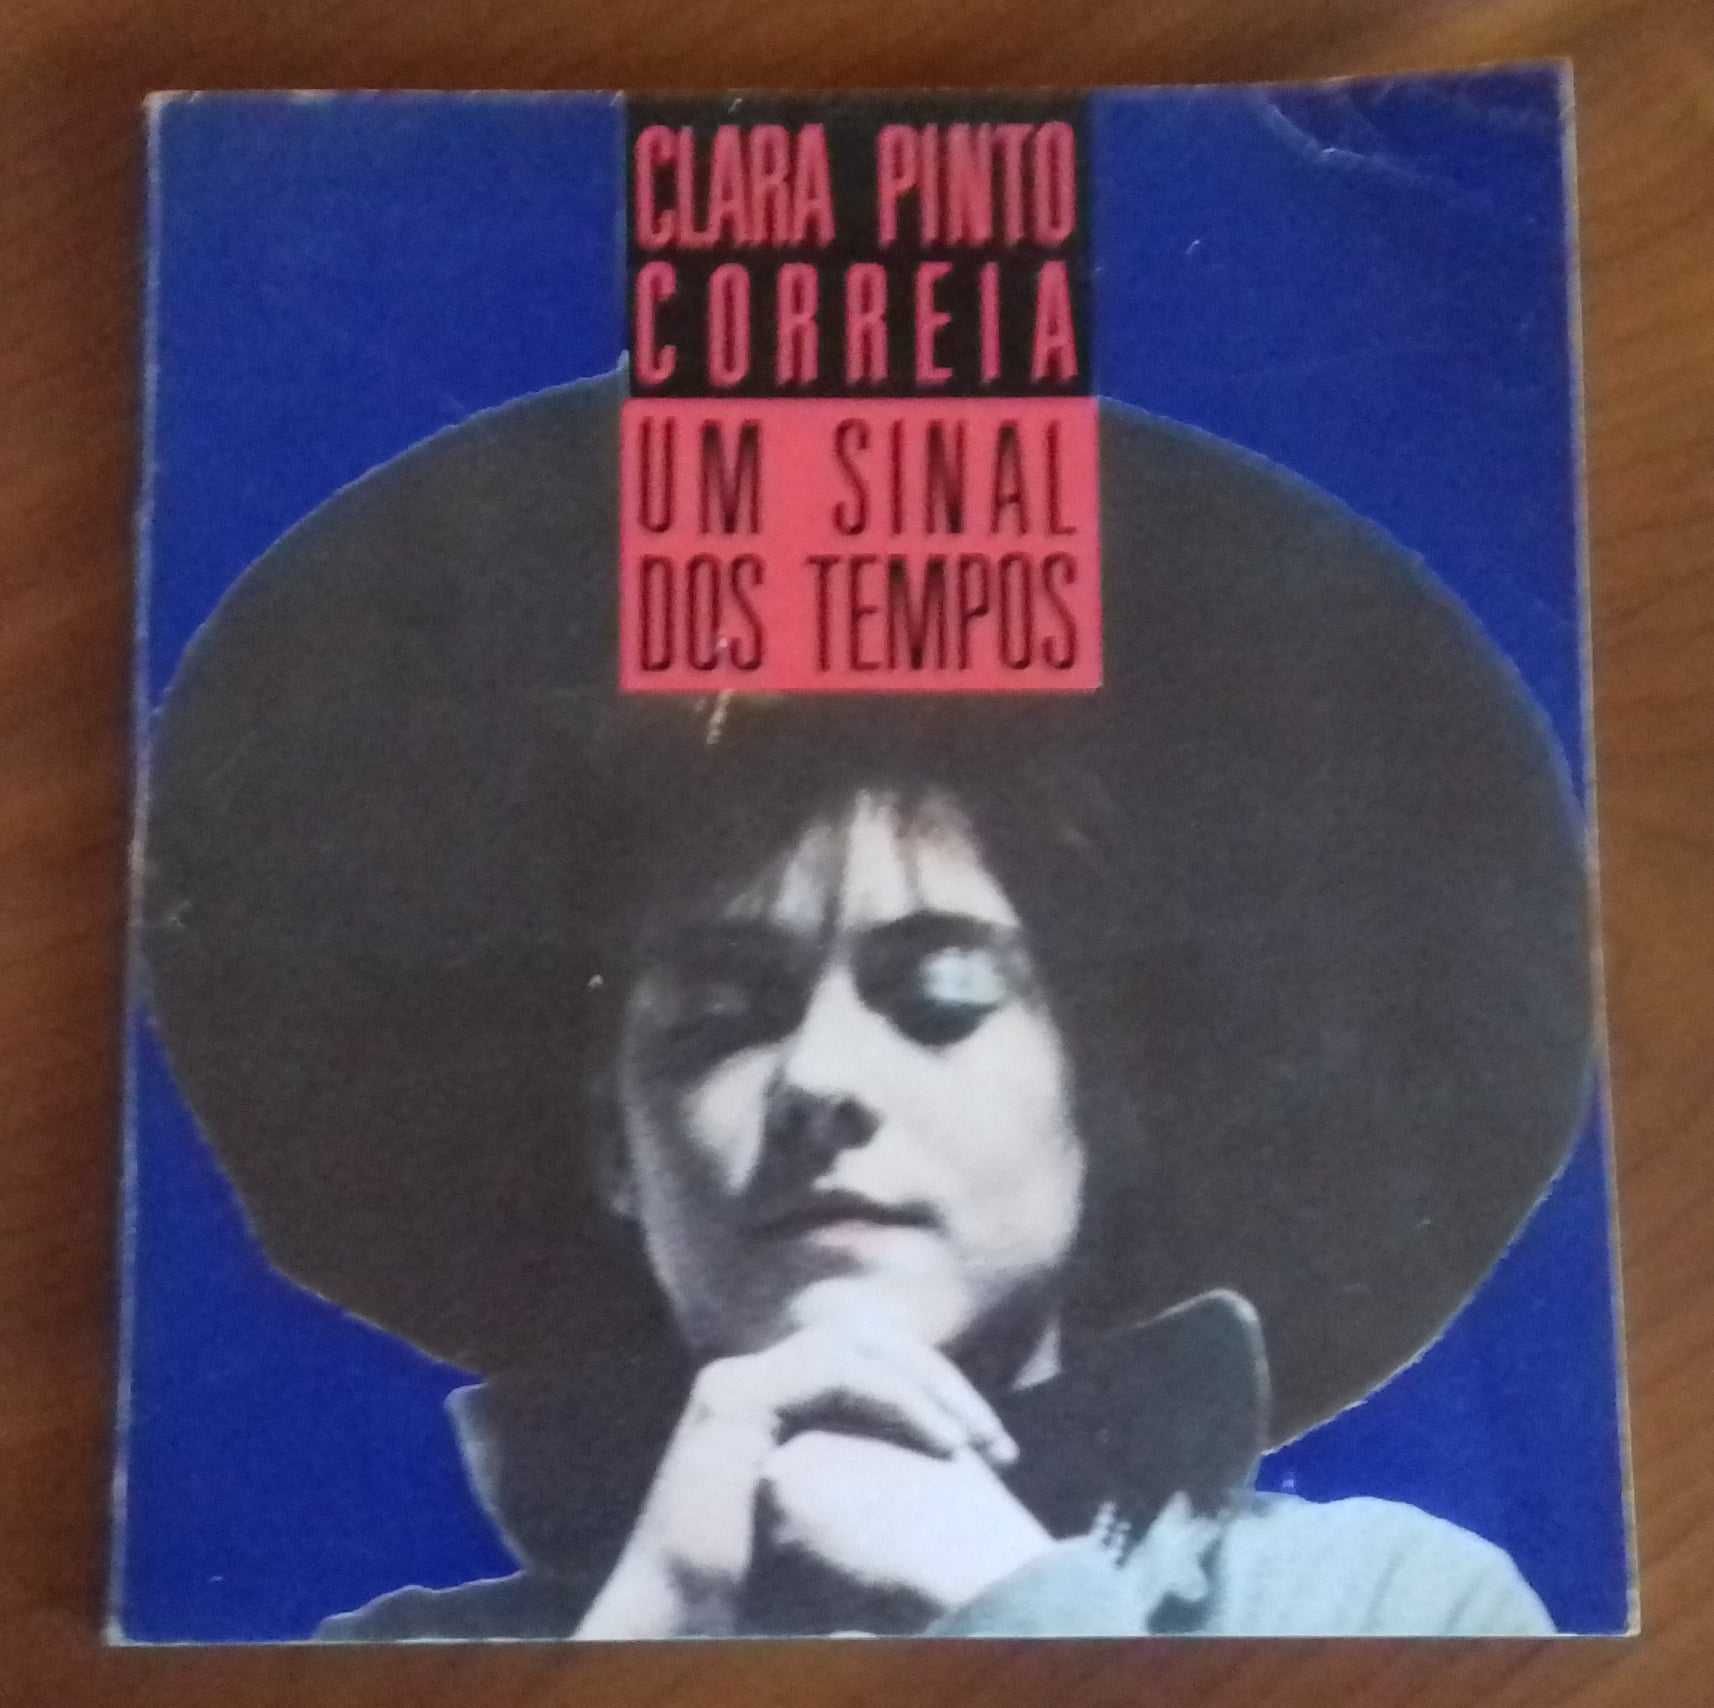 CLARA PINTO
CORREIA
UM SINAL
DOS TEMPOS